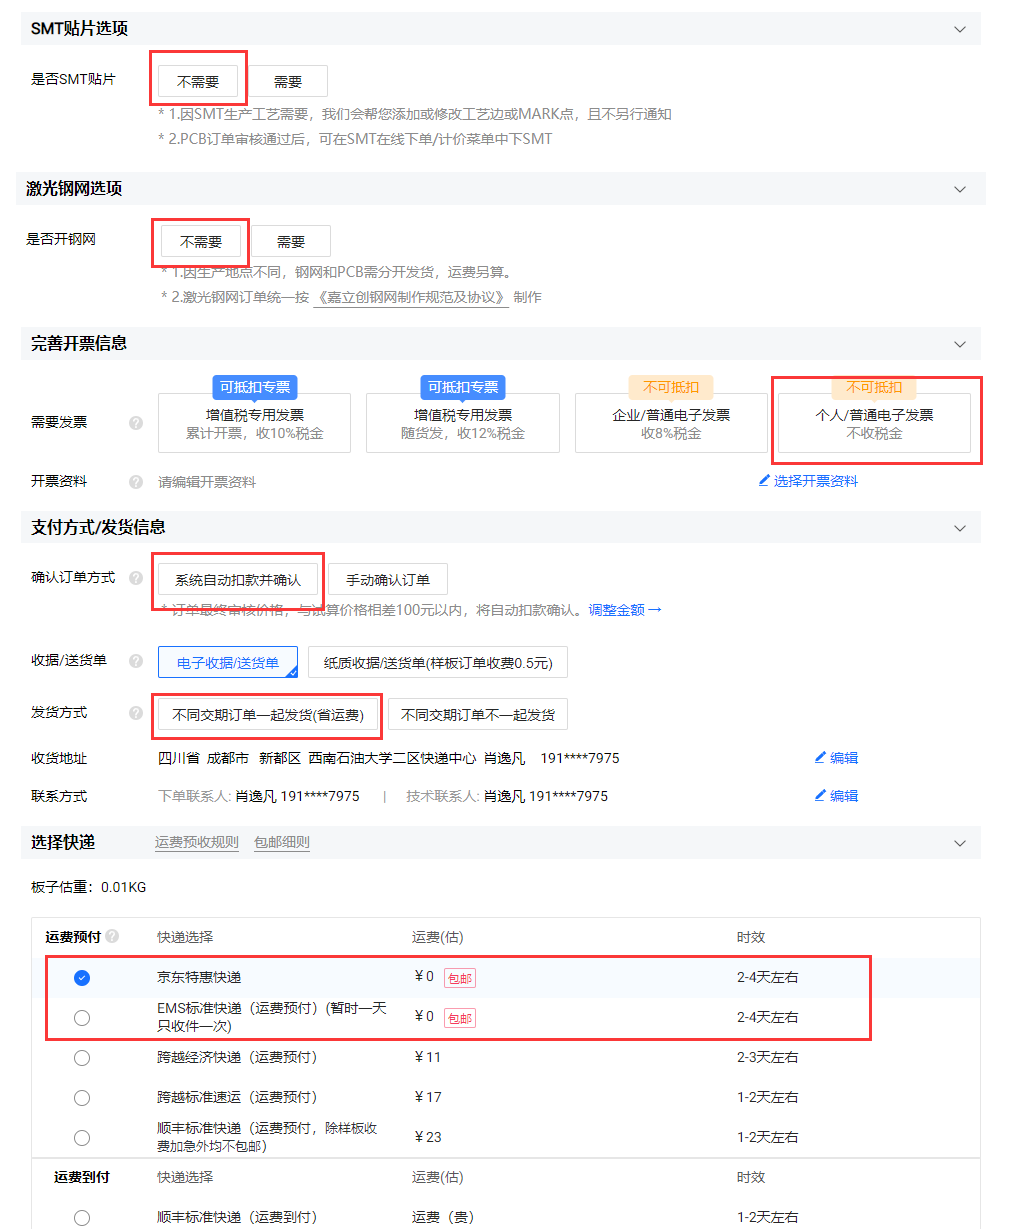 SMT贴片选项
是否SMT贴片 不需要 需要
* 1.因SMT生产工艺需要，我们会帮您添加或修改工艺边或MARK点，且不另行通知
* 2.PCB订单审核通过后，可在SMT在线下单/计价菜单中下SMT
激光钢网选项
是否开钢网 不需要 需要
* 1.因生产地点不同，钢网和PCB需分开发货，运费另算。
* 2.激光钢网订单统一按 《嘉立创钢网制作规范及协议》 制作
完善开票信息
可抵扣专票 可抵扣专票 不可抵扣 不可抵扣
需要发票 ? 增值税专用发票 增值税专用发票 企业/普通电子发票 个人/普通电子发票
累计开票，收10%税金 随货发，收12%税金 收8%税金 不收税金
开票资料 ? 请编辑开票资料 选择开票资料
支付方式/发货信息
确认订单方式 ? 系统自动扣款并确认 手动确认订单
* 订单最终审核价格，与试算价格相差100元以内，将自动扣款确认。调整金额→
收据/送货单 ? 电子收据/送货单 纸质收据/送货单(样板订单收费0.5元)
发货方式 ? 不同交期订单一起发货(省运费) 不同交期订单不一起发货
收货地址 四川省 成都市 新都区 西南石油大学二区快递中心 肖逸凡 191****7975 编辑
联系方式 下单联系人: 肖逸凡 191****7975 | 技术联系人: 肖逸凡 191****7975 编辑
选择快递 运费预收规则 包邮细则
板子估重：0.01KG
运费预付 ? 快递选择 运费(估) 时效
京东特惠快递 ¥ 0 包邮 2-4天左右
EMS标准快递（运费预付）(暂时一天
只收件一次) ¥ 0 包邮 2-4天左右
跨越经济快递（运费预付） ¥ 11 2-3天左右
跨越标准速运（运费预付） ¥ 17 1-2天左右
顺丰标准快递（运费预付，除样板收
费加急外均不包邮） ¥ 23 1-2天左右
运费到付 快递选择 运费(估) 时效
顺丰标准快递（运费到付） 运费（贵） 1-2天左右